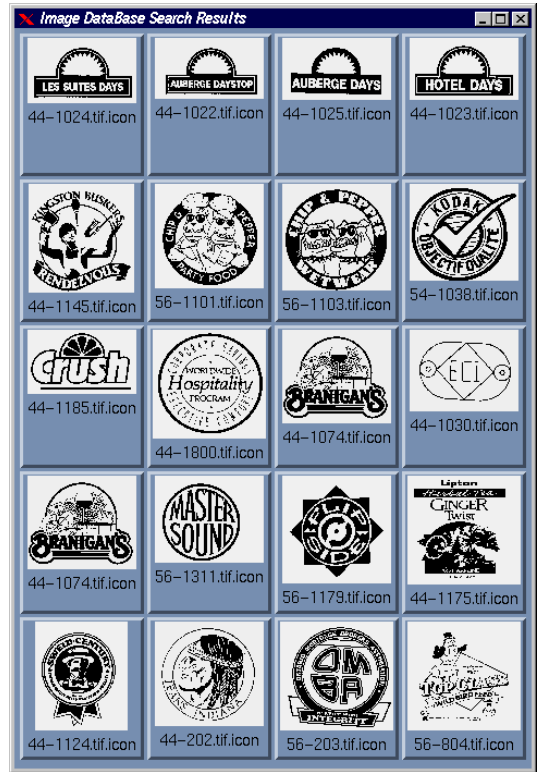 Image DataBase Search Results
LES SUITES DAYS
AUBERGE DAYSTOP
AUBERGE DAYS
HOTEL DAYS
44-1024.tif.icon
44-1022.tif.icon
44-1025.tif.icon
44-1023.tif.icon
KINGSTON BUSKERS
RENDEZVOUS
CHIP & PEPPER
PARTY FOOD
CHIP & PEPPER
WETWEAR
KODAK
OBJECTIF QUALITÉ
44-1145.tif.icon
56-1101.tif.icon
56-1103.tif.icon
54-1038.tif.icon
Crush
WORLDWIDE
Hospitality
PROGRAM
BRANIGAN'S
ECI
44-1185.tif.icon
44-1800.tif.icon
44-1074.tif.icon
44-1030.tif.icon
BRANIGAN'S
MASTER
SOUND
FLIP
SIDE
Lipton
Herbal Tea
GINGER
Twist
44-1074.tif.icon
56-1311.tif.icon
56-1179.tif.icon
44-1175.tif.icon
INTEGRITY
TOP CLASS
WILD BIRD FOOD
44-1124.tif.icon
44-202.tif.icon
56-203.tif.icon
56-804.tif.icon